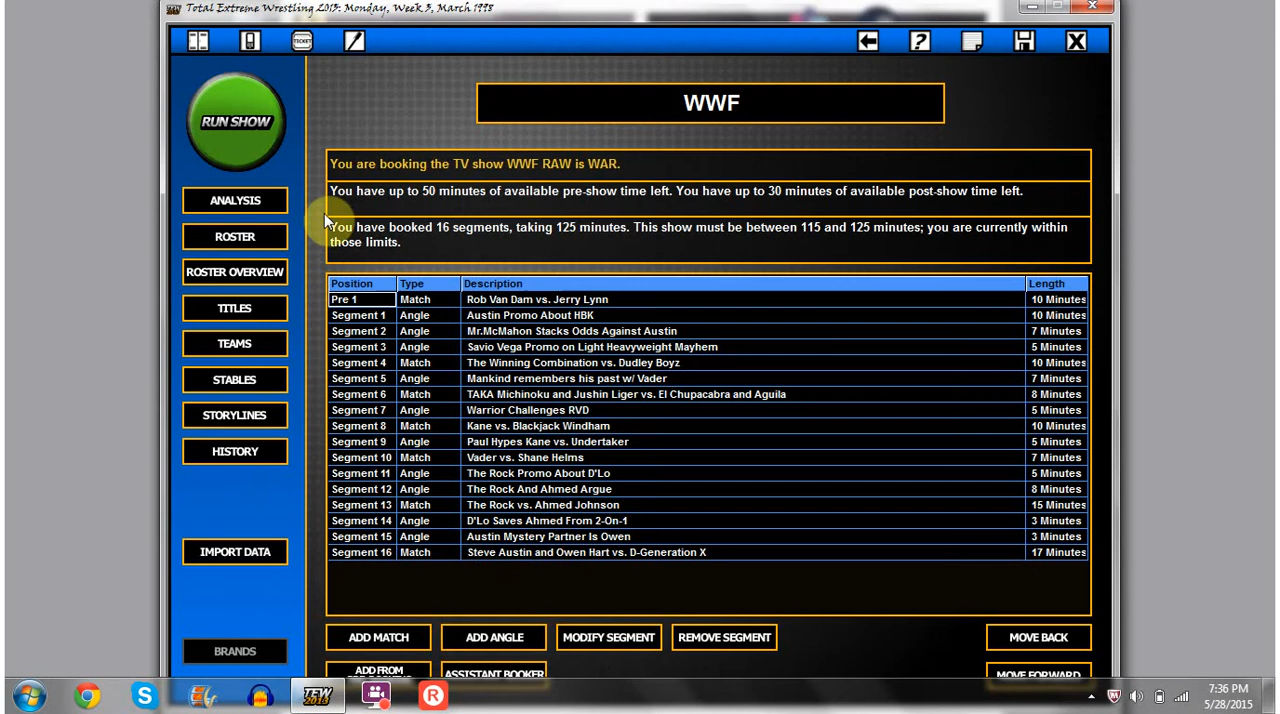 Total Extreme Wrestling 2013: Monday, Week 3, March 1998
TICKET
?
X
RUN SHOW
WWF
You are booking the TV show WWF RAW is WAR.
You have up to 50 minutes of available pre-show time left. You have up to 30 minutes of available post-show time left.
You have booked 16 segments, taking 125 minutes. This show must be between 115 and 125 minutes; you are currently within
those limits.
ANALYSIS
ROSTER
ROSTER OVERVIEW
TITLES
TEAMS
STABLES
STORYLINES
HISTORY
IMPORT DATA
BRANDS
Position Type Description Length
Pre 1 Match Rob Van Dam vs. Jerry Lynn 10 Minutes
Segment 1 Angle Austin Promo About HBK 10 Minutes
Segment 2 Angle Mr.McMahon Stacks Odds Against Austin 7 Minutes
Segment 3 Angle Savio Vega Promo on Light Heavyweight Mayhem 5 Minutes
Segment 4 Match The Winning Combination vs. Dudley Boyz 10 Minutes
Segment 5 Angle Mankind remembers his past w/ Vader 7 Minutes
Segment 6 Match TAKA Michinoku and Jushin Liger vs. El Chupacabra and Aguila 8 Minutes
Segment 7 Angle Warrior Challenges RVD 5 Minutes
Segment 8 Match Kane vs. Blackjack Windham 10 Minutes
Segment 9 Angle Paul Hypes Kane vs. Undertaker 5 Minutes
Segment 10 Match Vader vs. Shane Helms 7 Minutes
Segment 11 Angle The Rock Promo About D'Lo 5 Minutes
Segment 12 Angle The Rock And Ahmed Argue 8 Minutes
Segment 13 Match The Rock vs. Ahmed Johnson 15 Minutes
Segment 14 Angle D'Lo Saves Ahmed From 2-On-1 3 Minutes
Segment 15 Angle Austin Mystery Partner Is Owen 3 Minutes
Segment 16 Match Steve Austin and Owen Hart vs. D-Generation X 17 Minutes
ADD MATCH ADD ANGLE MODIFY SEGMENT REMOVE SEGMENT MOVE BACK
ADD FROM ASSISTANT BOOKER MOVE FORWARD
TEW 2013
7:36 PM
5/28/2015